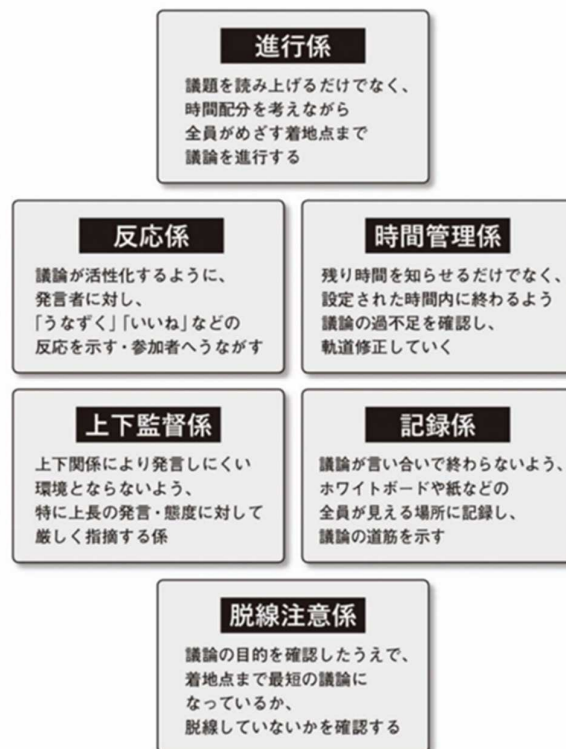 進行係
議題を読み上げるだけでなく、
時間配分を考えながら
全員がめざす着地点まで
議論を進行する
反応係
議論が活性化するように、
発言者に対し、
「うなずく」「いいね」などの
反応を示す・参加者へうながす
時間管理係
残り時間を知らせるだけでなく、
設定された時間内に終わるよう
議論の過不足を確認し、
軌道修正していく
上下監督係
上下関係により発言しにくい
環境とならないよう、
特に上長の発言・態度に対して
厳しく指摘する係
記録係
議論が言い合いで終わらないよう、
ホワイトボードや紙などの
全員が見える場所に記録し、
議論の道筋を示す
脱線注意係
議論の目的を確認したうえで、
着地点まで最短の議論に
なっているか、
脱線していないかを確認する